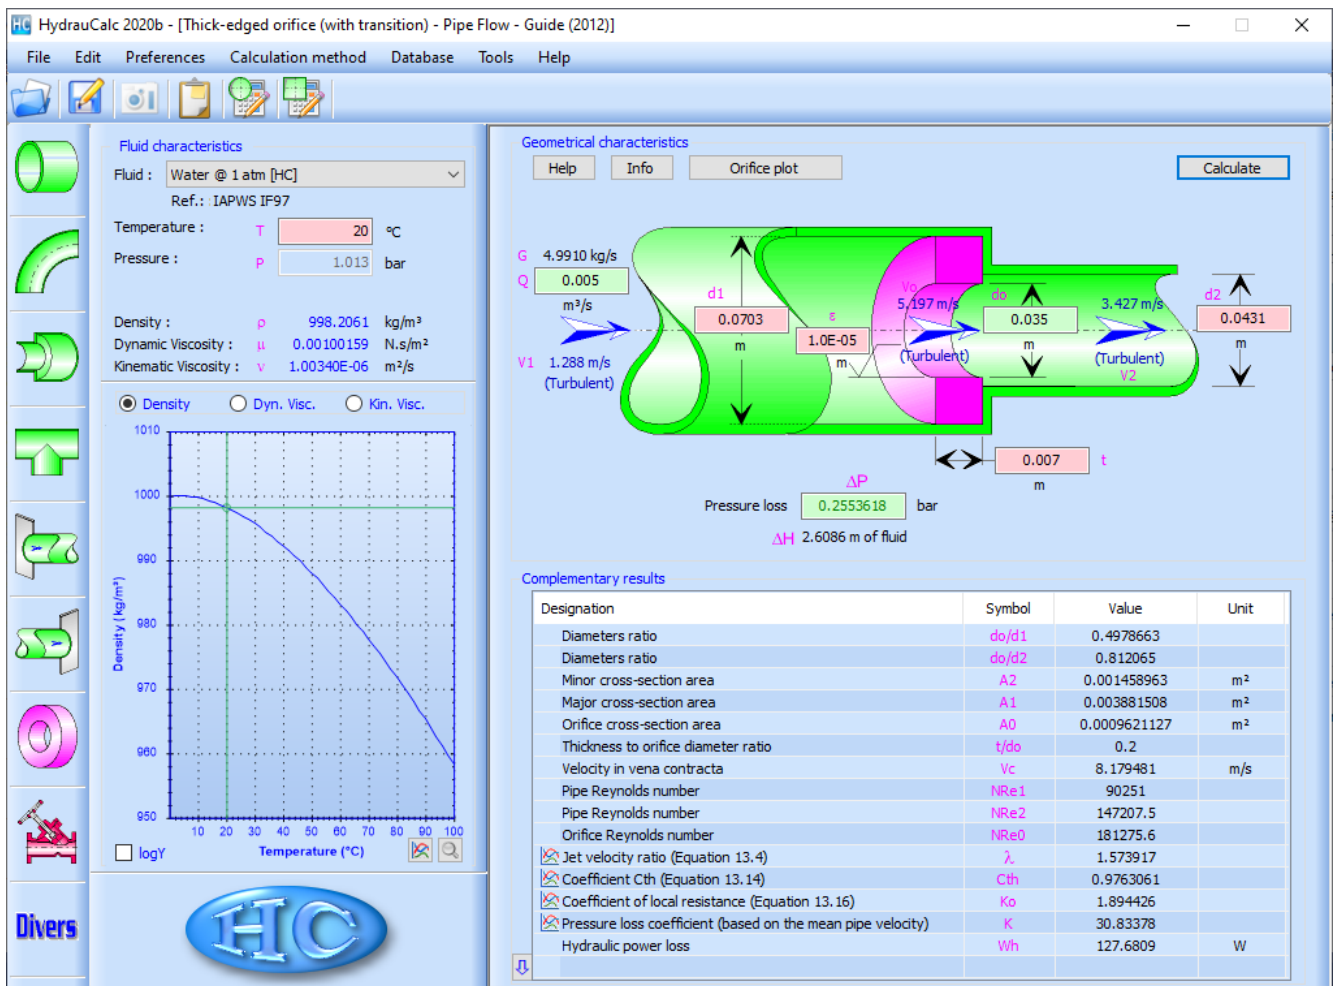 HC HydrauCalc 2020b - [Thick-edged orifice (with transition) - Pipe Flow - Guide (2012)]
File Edit Preferences Calculation method Database Tools Help
Fluid characteristics
Fluid : Water @ 1 atm [HC]
Ref.: IAPWS IF97
Temperature : T 20 °C
Pressure : P 1.013 bar
Density : ρ 998.2061 kg/m³
Dynamic Viscosity : μ 0.00100159 N.s/m²
Kinematic Viscosity : ν 1.00340E-06 m²/s
Density Dyn. Visc. Kin. Visc.
1010
1000
990
980
970
960
950
Density (kg/m³)
10 20 30 40 50 60 70 80 90 100
logY Temperature (°C)
HC
Divers
Geometrical characteristics
Help Info Orifice plot Calculate
G 4.9910 kg/s
Q 0.005
m³/s
V1 1.288 m/s
(Turbulent)
d1
0.0703
m
ε
1.0E-05
m
Vo
5.197 m/s
(Turbulent)
do
0.035
m
3.427 m/s
(Turbulent)
V2
d2
0.0431
m
0.007 t
m
ΔP
Pressure loss 0.2553618 bar
ΔH 2.6086 m of fluid
Complementary results
Designation Symbol Value Unit
Diameters ratio do/d1 0.4978663
Diameters ratio do/d2 0.812065
Minor cross-section area A2 0.001458963 m²
Major cross-section area A1 0.003881508 m²
Orifice cross-section area A0 0.0009621127 m²
Thickness to orifice diameter ratio t/do 0.2
Velocity in vena contracta Vc 8.179481 m/s
Pipe Reynolds number NRe1 90251
Pipe Reynolds number NRe2 147207.5
Orifice Reynolds number NRe0 181275.6
Jet velocity ratio (Equation 13.4) λ 1.573917
Coefficient Cth (Equation 13.14) Cth 0.9763061
Coefficient of local resistance (Equation 13.16) Ko 1.894426
Pressure loss coefficient (based on the mean pipe velocity) K 30.83378
Hydraulic power loss Wh 127.6809 W